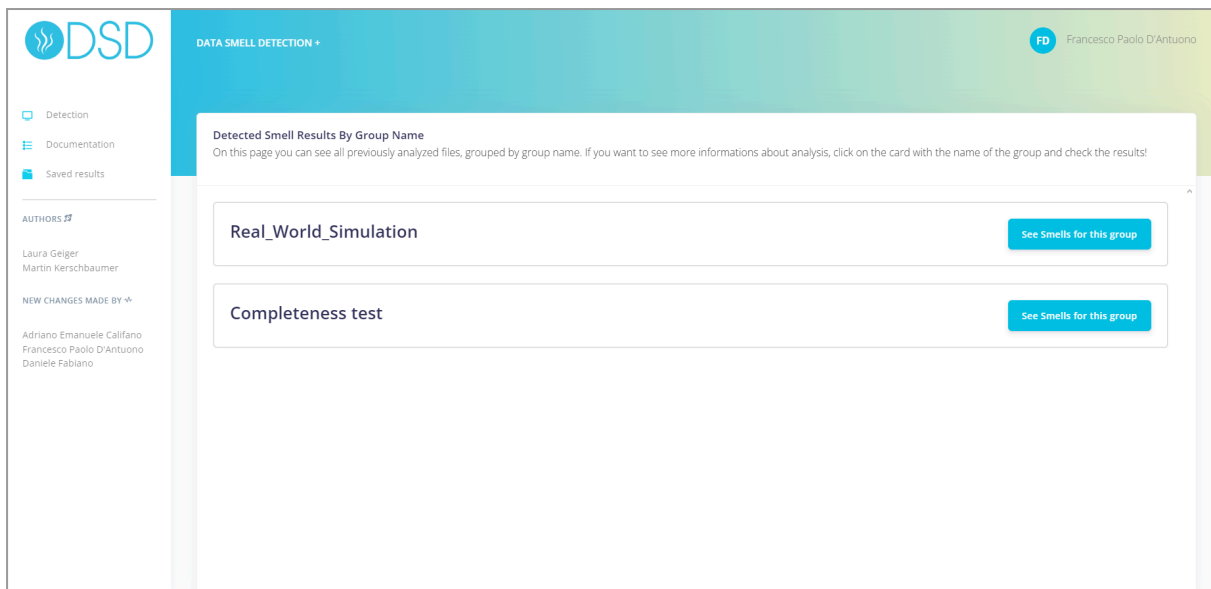 DSD
DATA SMELL DETECTION +
FD
Francesco Paolo D'Antuono
Detection
Documentation
Saved results
AUTHORS
Laura Geiger
Martin Kerschbaumer
NEW CHANGES MADE BY
Adriano Emanuele Califano
Francesco Paolo D'Antuono
Daniele Fabiano
Detected Smell Results By Group Name
On this page you can see all previously analyzed files, grouped by group name. If you want to see more informations about analysis, click on the card with the name of the group and check the results!
Real_World_Simulation
See Smells for this group
Completeness test
See Smells for this group